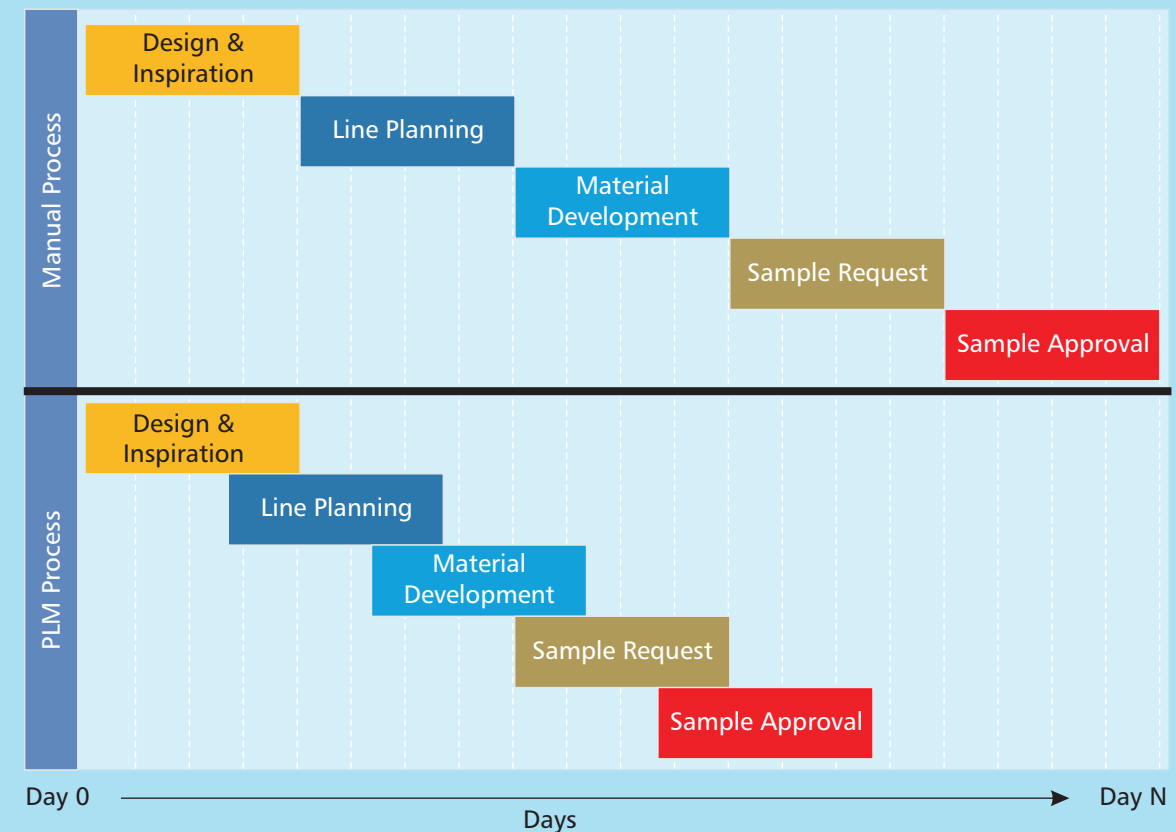 Manual Process
Design &
Inspiration
Line Planning
Material
Development
Sample Request
Sample Approval
PLM Process
Design &
Inspiration
Line Planning
Material
Development
Sample Request
Sample Approval
Day 0
Days
Day N